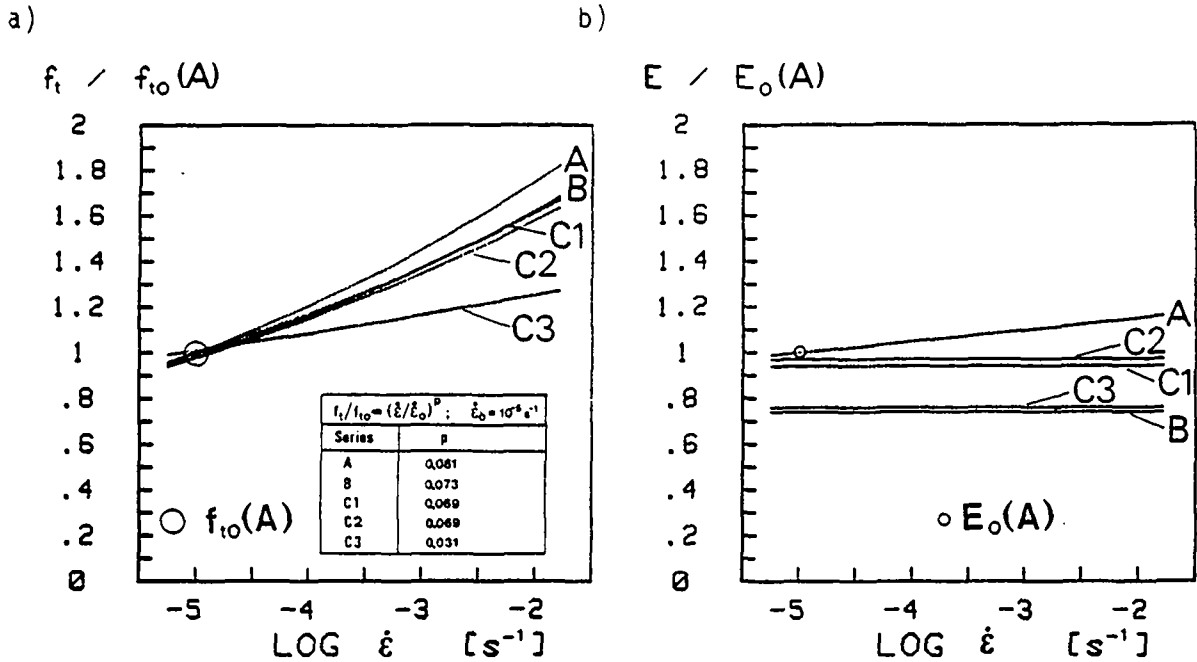 a)
f_t / f_to(A)
2
1.8
1.6
1.4
1.2
1
.8
.6
.4
.2
0
A
B
C1
C2
C3
f_t/f_to = (ε̇/ε̇_o)^p ; ε̇_o = 10^-5 s^-1
Series p
A 0,081
B 0,073
C1 0,069
C2 0,069
C3 0,031
f_to(A)
-5 -4 -3 -2
LOG ε̇ [s^-1]
b)
E / E_o(A)
2
1.8
1.6
1.4
1.2
1
.8
.6
.4
.2
0
A
C2
C1
C3
B
E_o(A)
-5 -4 -3 -2
LOG ε̇ [s^-1]